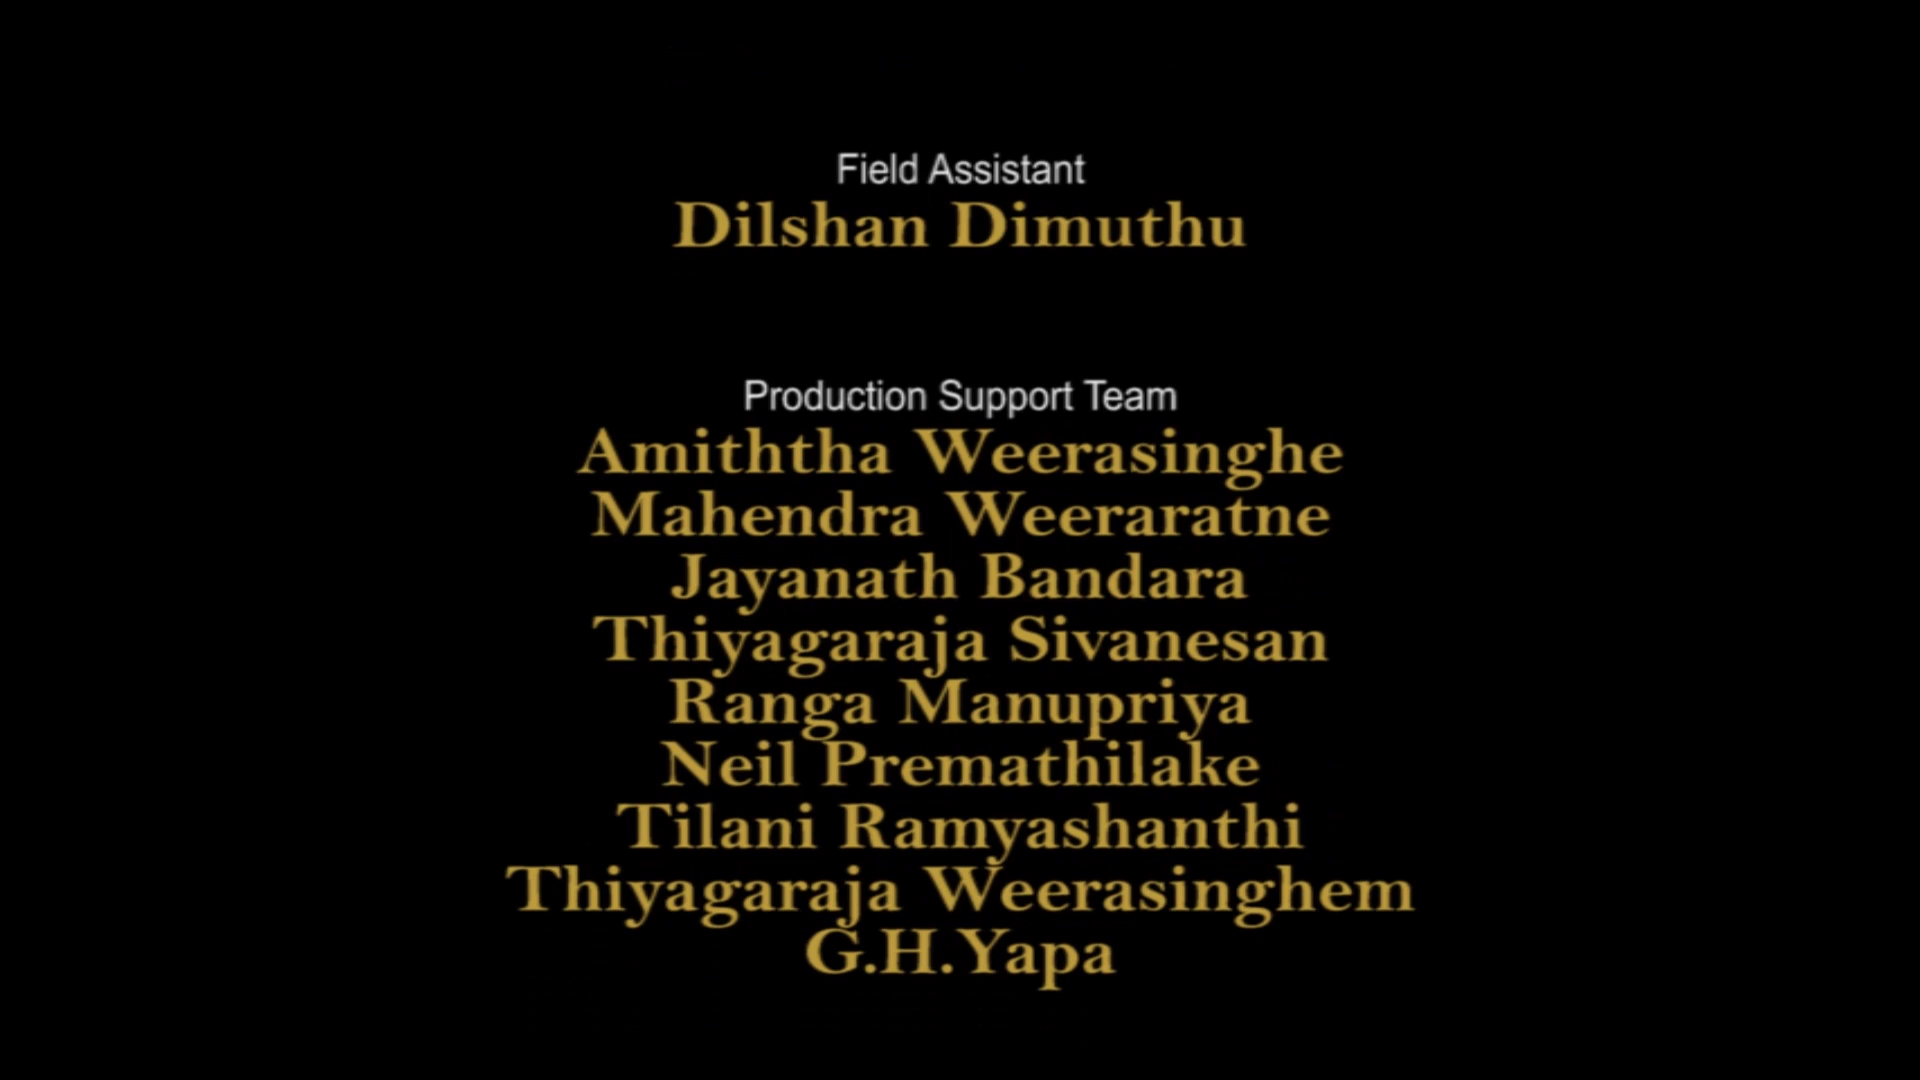 Field Assistant
Dilshan Dimuthu
Production Support Team
Amiththa Weerasinghe
Mahendra Weeraratne
Jayanath Bandara
Thiyagaraja Sivanesan
Ranga Manupriya
Neil Premathilake
Tilani Ramyashanthi
Thiyagaraja Weerasinghem
G.H.Yapa